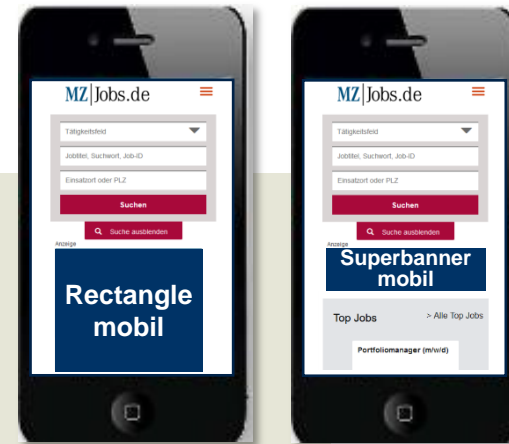 MZ|Jobs.de
Tätigkeitsfeld
Jobtitel, Suchwort, Job-ID
Einsatzort oder PLZ
Suchen
Suche ausblenden
Anzeige
Rectangle
mobil
MZ|Jobs.de
Tätigkeitsfeld
Jobtitel, Suchwort, Job-ID
Einsatzort oder PLZ
Suchen
Suche ausblenden
Anzeige
Superbanner
mobil
Top Jobs > Alle Top Jobs
Portfoliomanager (m/w/d)